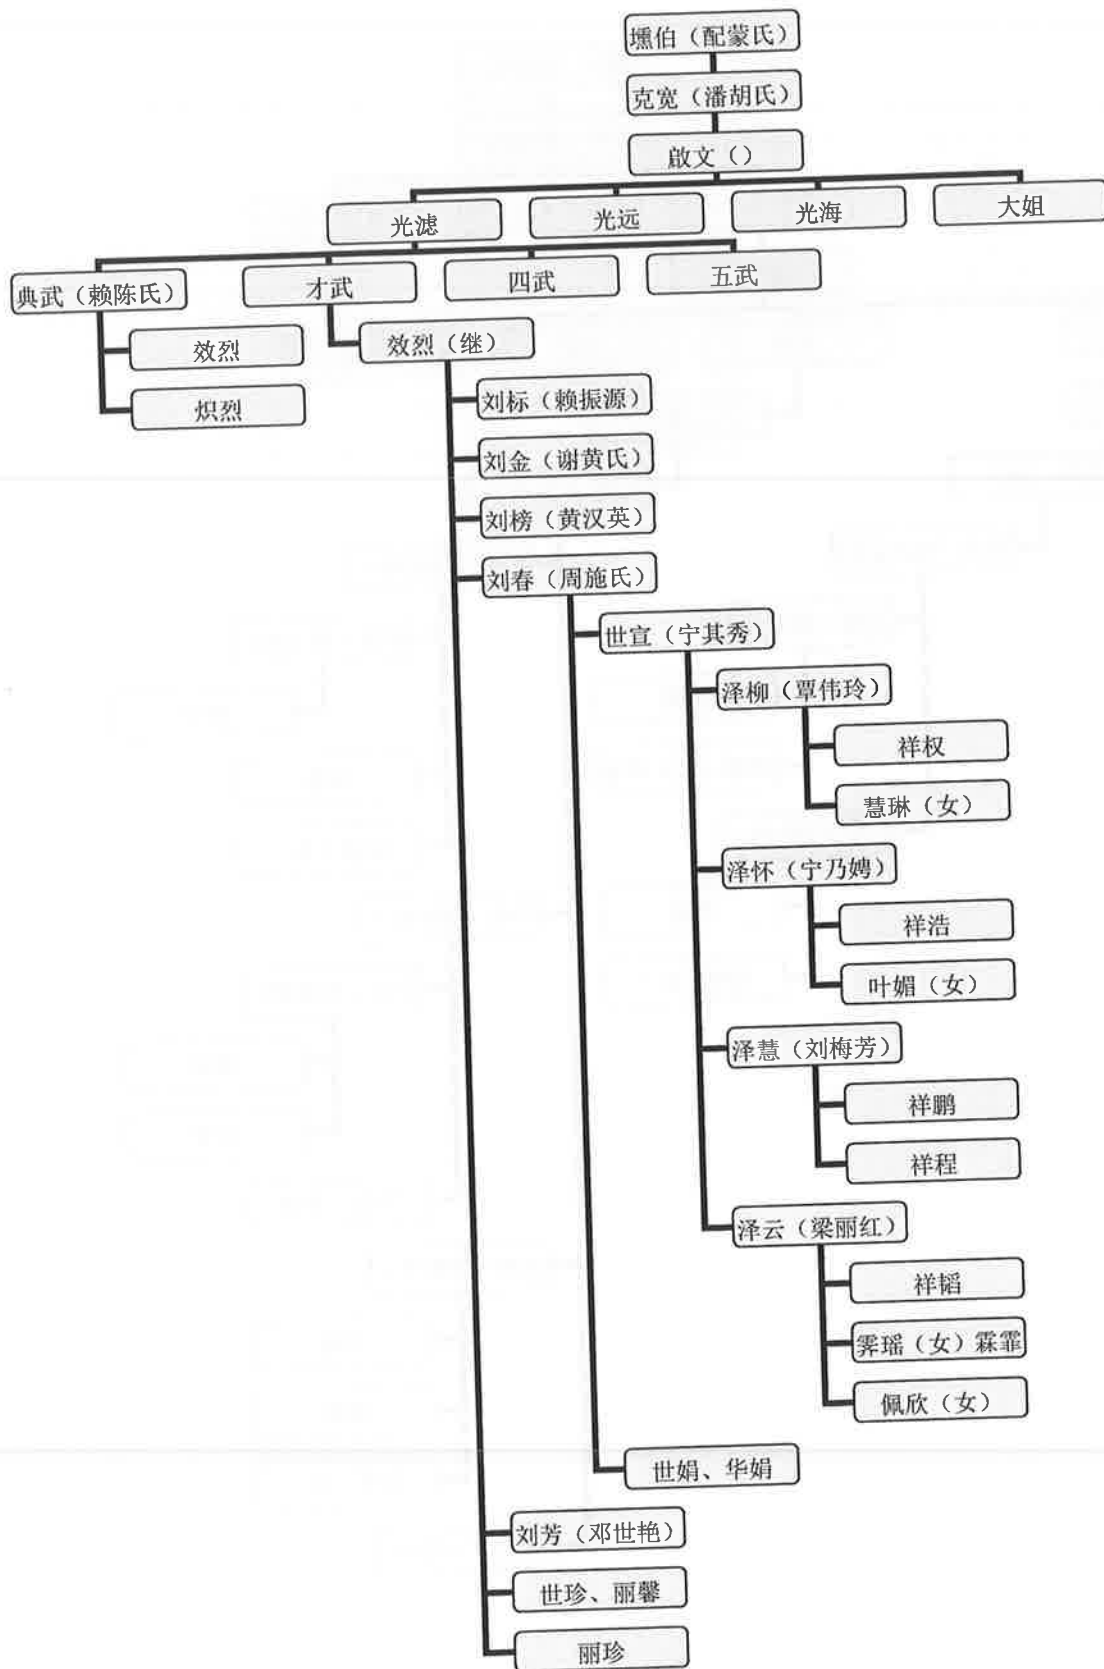 壎伯（配蒙氏）
克宽（潘胡氏）
啟文（）
光滤
光远
光海
大姐
典武（赖陈氏）
才武
四武
五武
效烈
炽烈
效烈（继）
刘标（赖振源）
刘金（谢黄氏）
刘榜（黄汉英）
刘春（周施氏）
世宣（宁其秀）
泽柳（覃伟玲）
祥权
慧琳（女）
泽怀（宁乃娉）
祥浩
叶媚（女）
泽慧（刘梅芳）
祥鹏
祥程
泽云（梁丽红）
祥韬
霁瑶（女）霖霏
佩欣（女）
世娟、华娟
刘芳（邓世艳）
世珍、丽馨
丽珍